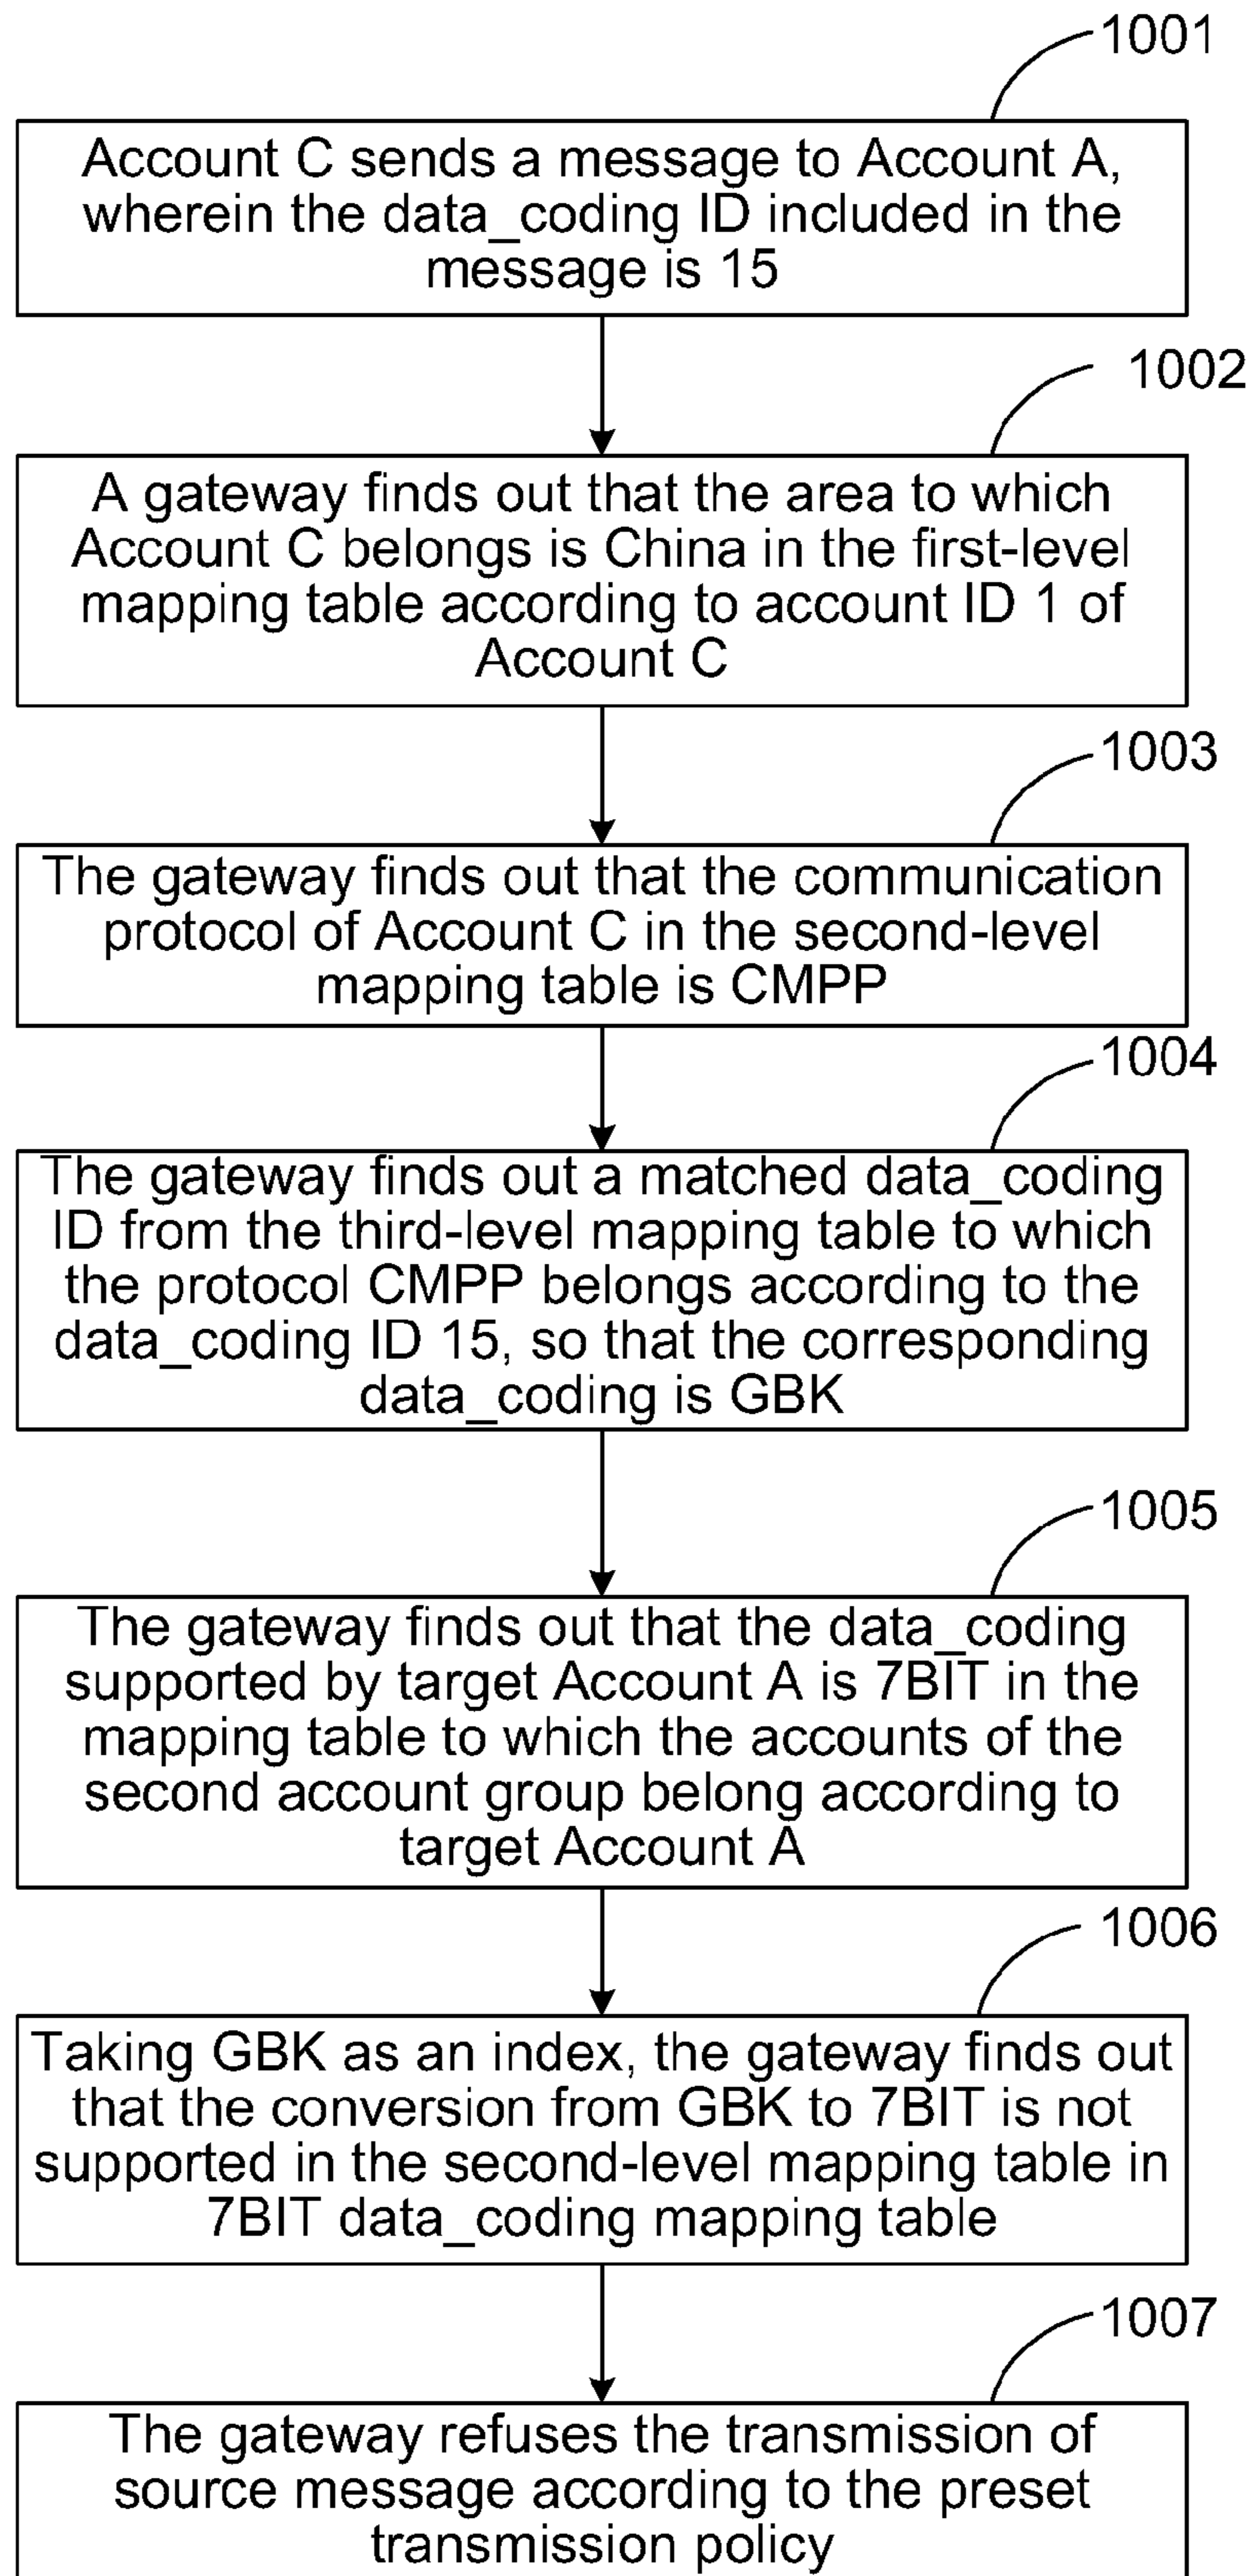 1001
Account C sends a message to Account A,
wherein the data_coding ID included in the
message is 15
1002
A gateway finds out that the area to which
Account C belongs is China in the first-level
mapping table according to account ID 1 of
Account C
1003
The gateway finds out that the communication
protocol of Account C in the second-level
mapping table is CMPP
1004
The gateway finds out a matched data_coding
ID from the third-level mapping table to which
the protocol CMPP belongs according to the
data_coding ID 15, so that the corresponding
data_coding is GBK
1005
The gateway finds out that the data_coding
supported by target Account A is 7BIT in the
mapping table to which the accounts of the
second account group belong according to
target Account A
1006
Taking GBK as an index, the gateway finds out
that the conversion from GBK to 7BIT is not
supported in the second-level mapping table in
7BIT data_coding mapping table
1007
The gateway refuses the transmission of
source message according to the preset
transmission policy